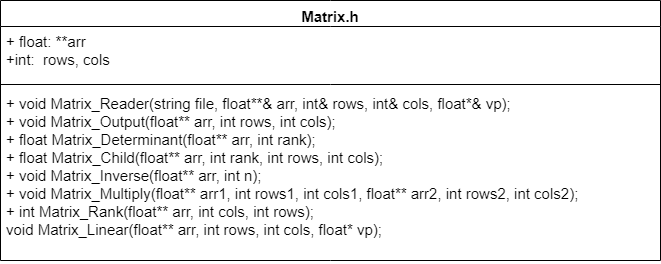 Matrix.h
+ float: **arr
+int:  rows, cols
+ void Matrix_Reader(string file, float**& arr, int& rows, int& cols, float*& vp);
+ void Matrix_Output(float** arr, int rows, int cols);
+ float Matrix_Determinant(float** arr, int rank);
+ float Matrix_Child(float** arr, int rank, int rows, int cols);
+ void Matrix_Inverse(float** arr, int n);
+ void Matrix_Multiply(float** arr1, int rows1, int cols1, float** arr2, int rows2, int cols2);
+ int Matrix_Rank(float** arr, int cols, int rows);
void Matrix_Linear(float** arr, int rows, int cols, float* vp);